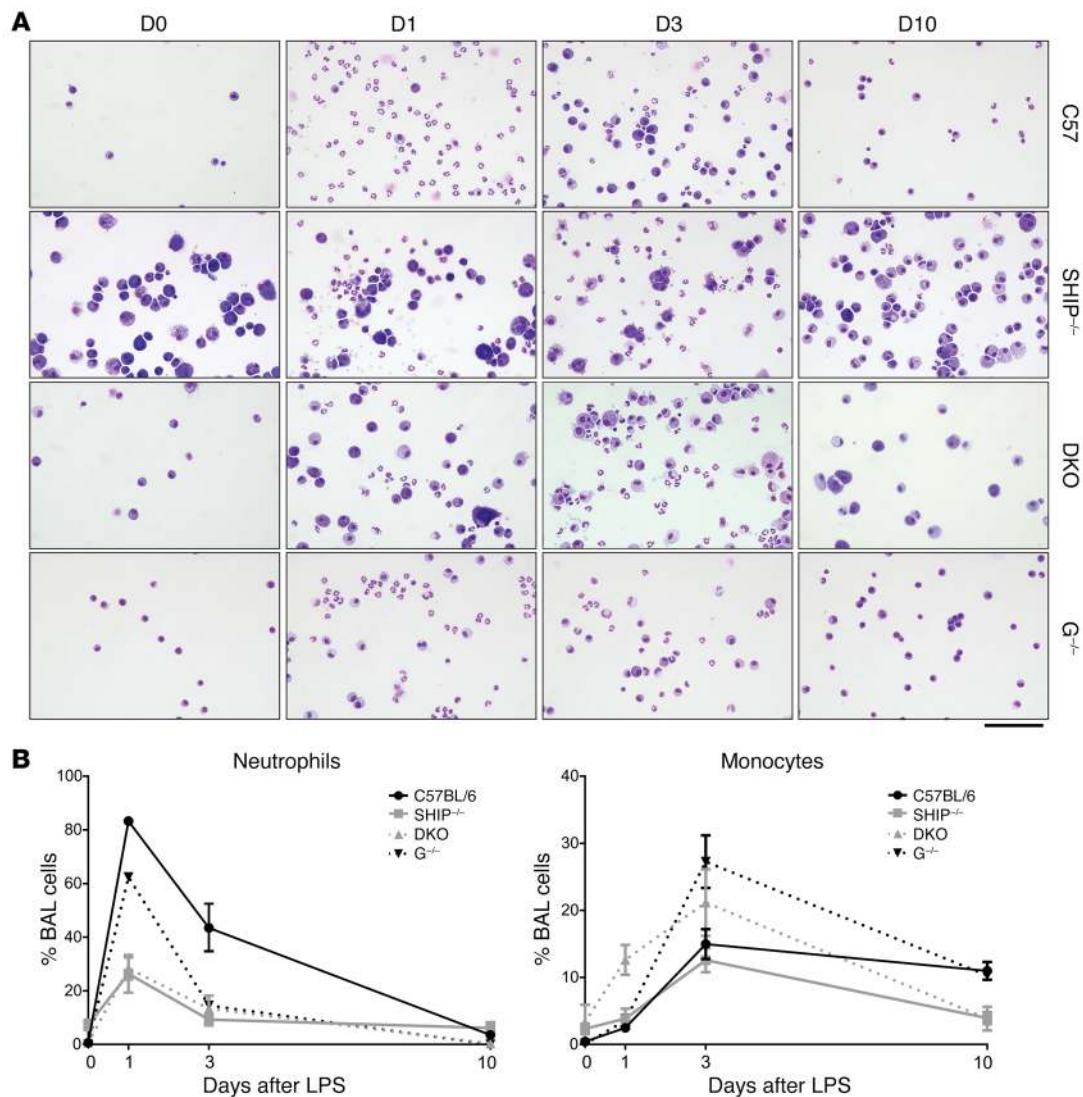 A
D0 D1 D3 D10
C57
SHIP⁻/⁻
DKO
G⁻/⁻
B
Neutrophils
% BAL cells
100
80
60
40
20
0
0 1 3 10
Days after LPS
C57BL/6
SHIP⁻/⁻
DKO
G⁻/⁻
Monocytes
% BAL cells
40
30
20
10
0
0 1 3 10
Days after LPS
C57BL/6
SHIP⁻/⁻
DKO
G⁻/⁻